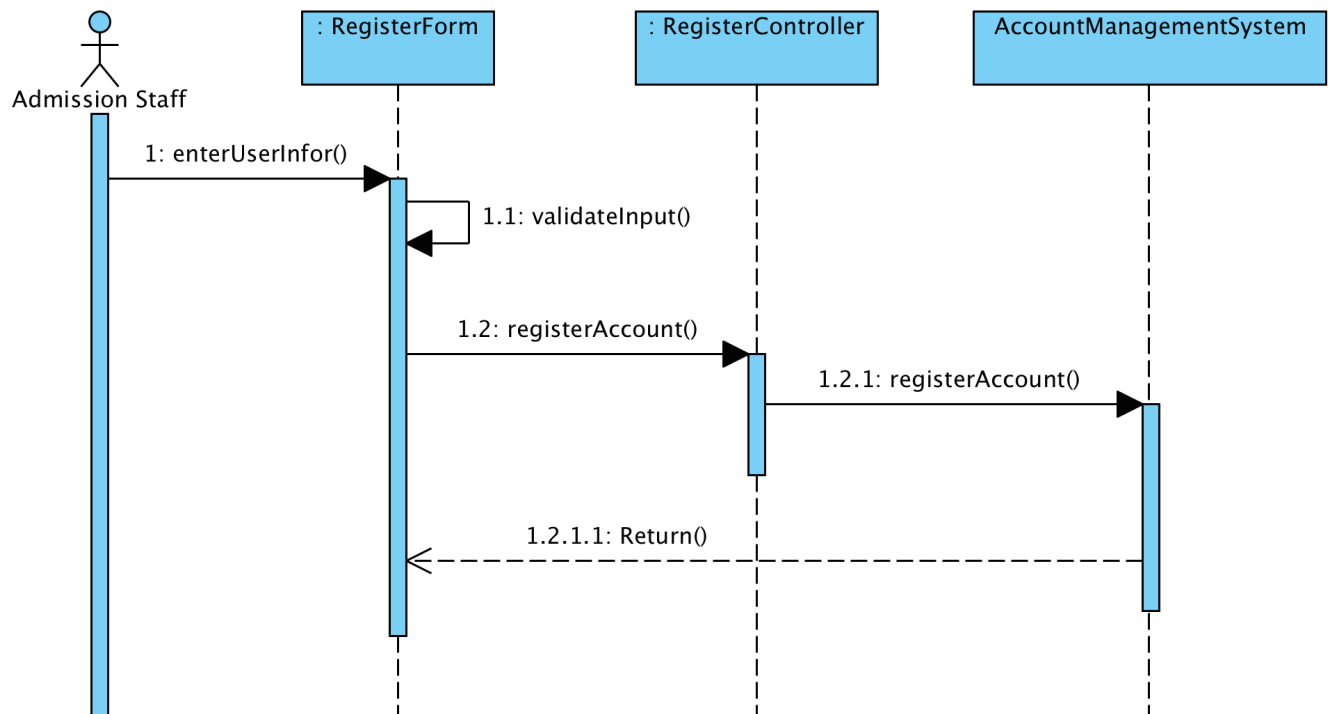 : RegisterForm
: RegisterController
AccountManagementSystem
Admission Staff
1: enterUserInfor()
1.1: validateInput()
1.2: registerAccount()
1.2.1: registerAccount()
1.2.1.1: Return()